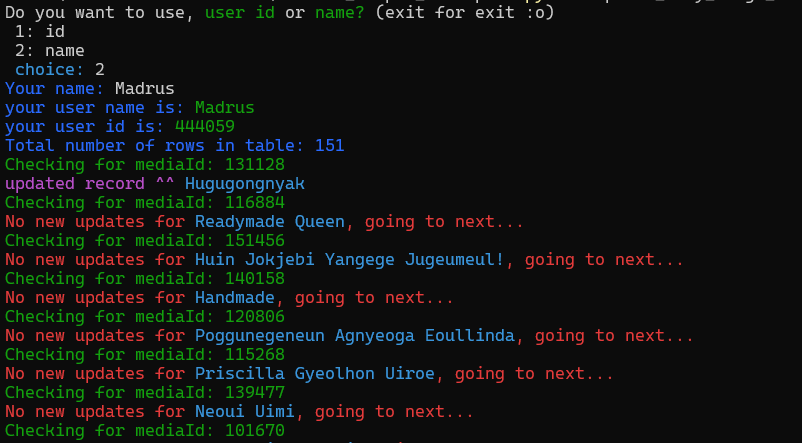 Do you want to use, user id or name? (exit for exit :o)
1: id
2: name
choice: 2
Your name: Madrus
your user name is: Madrus
your user id is: 444059
Total number of rows in table: 151
Checking for mediaId: 131128
updated record ^^ Hugugongnyak
Checking for mediaId: 116884
No new updates for Readymade Queen, going to next...
Checking for mediaId: 151456
No new updates for Huin Jokjebi Yangege Jugeumeul!, going to next...
Checking for mediaId: 140158
No new updates for Handmade, going to next...
Checking for mediaId: 120806
No new updates for Poggunegeneun Agnyeoga Eoullinda, going to next...
Checking for mediaId: 115268
No new updates for Priscilla Gyeolhon Uiroe, going to next...
Checking for mediaId: 139477
No new updates for Neoui Uimi, going to next...
Checking for mediaId: 101670